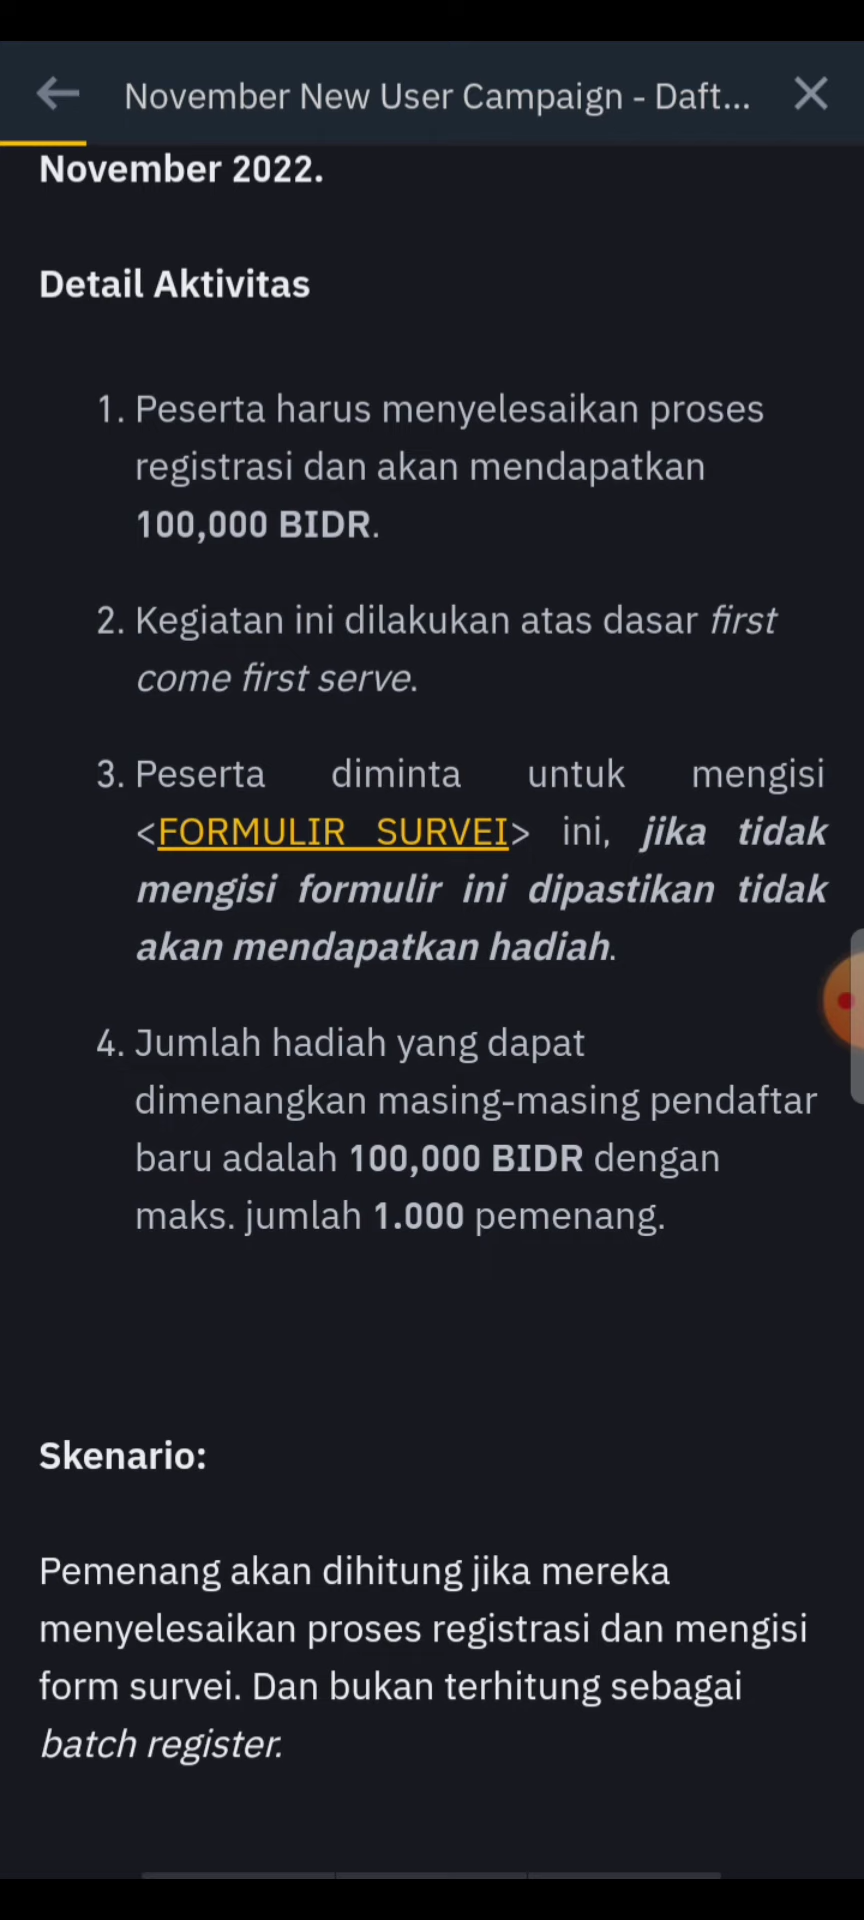 November New User Campaign - Daft...
November 2022.
Detail Aktivitas
1. Peserta harus menyelesaikan proses
registrasi dan akan mendapatkan
100,000 BIDR.
2. Kegiatan ini dilakukan atas dasar first
come first serve.
3. Peserta diminta untuk mengisi
<FORMULIR SURVEI> ini, jika tidak
mengisi formulir ini dipastikan tidak
akan mendapatkan hadiah.
4. Jumlah hadiah yang dapat
dimenangkan masing-masing pendaftar
baru adalah 100,000 BIDR dengan
maks. jumlah 1.000 pemenang.
Skenario:
Pemenang akan dihitung jika mereka
menyelesaikan proses registrasi dan mengisi
form survei. Dan bukan terhitung sebagai
batch register.